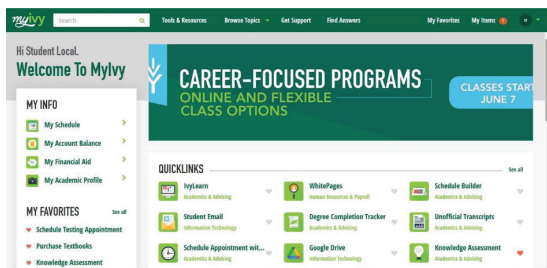 myivy
Search
Tools & Resources
Browse Topics
Get Support
Find Answers
My Favorites
My Items
Hi Student Local.
Welcome To MyIvy
MY INFO
My Schedule
My Account Balance
My Financial Aid
My Academic Profile
MY FAVORITES
See all
Schedule Testing Appointment
Purchase Textbooks
Knowledge Assessment
CAREER-FOCUSED PROGRAMS
ONLINE AND FLEXIBLE
CLASS OPTIONS
CLASSES START
JUNE 7
QUICKLINKS
See all
IvyLearn
Academics & Advising
WhitePages
Human Resources & Payroll
Schedule Builder
Academics & Advising
Student Email
Information Technology
Degree Completion Tracker
Academics & Advising
Unofficial Transcripts
Academics & Advising
Schedule Appointment wit...
Academics & Advising
Google Drive
Information Technology
Knowledge Assessment
Academics & Advising